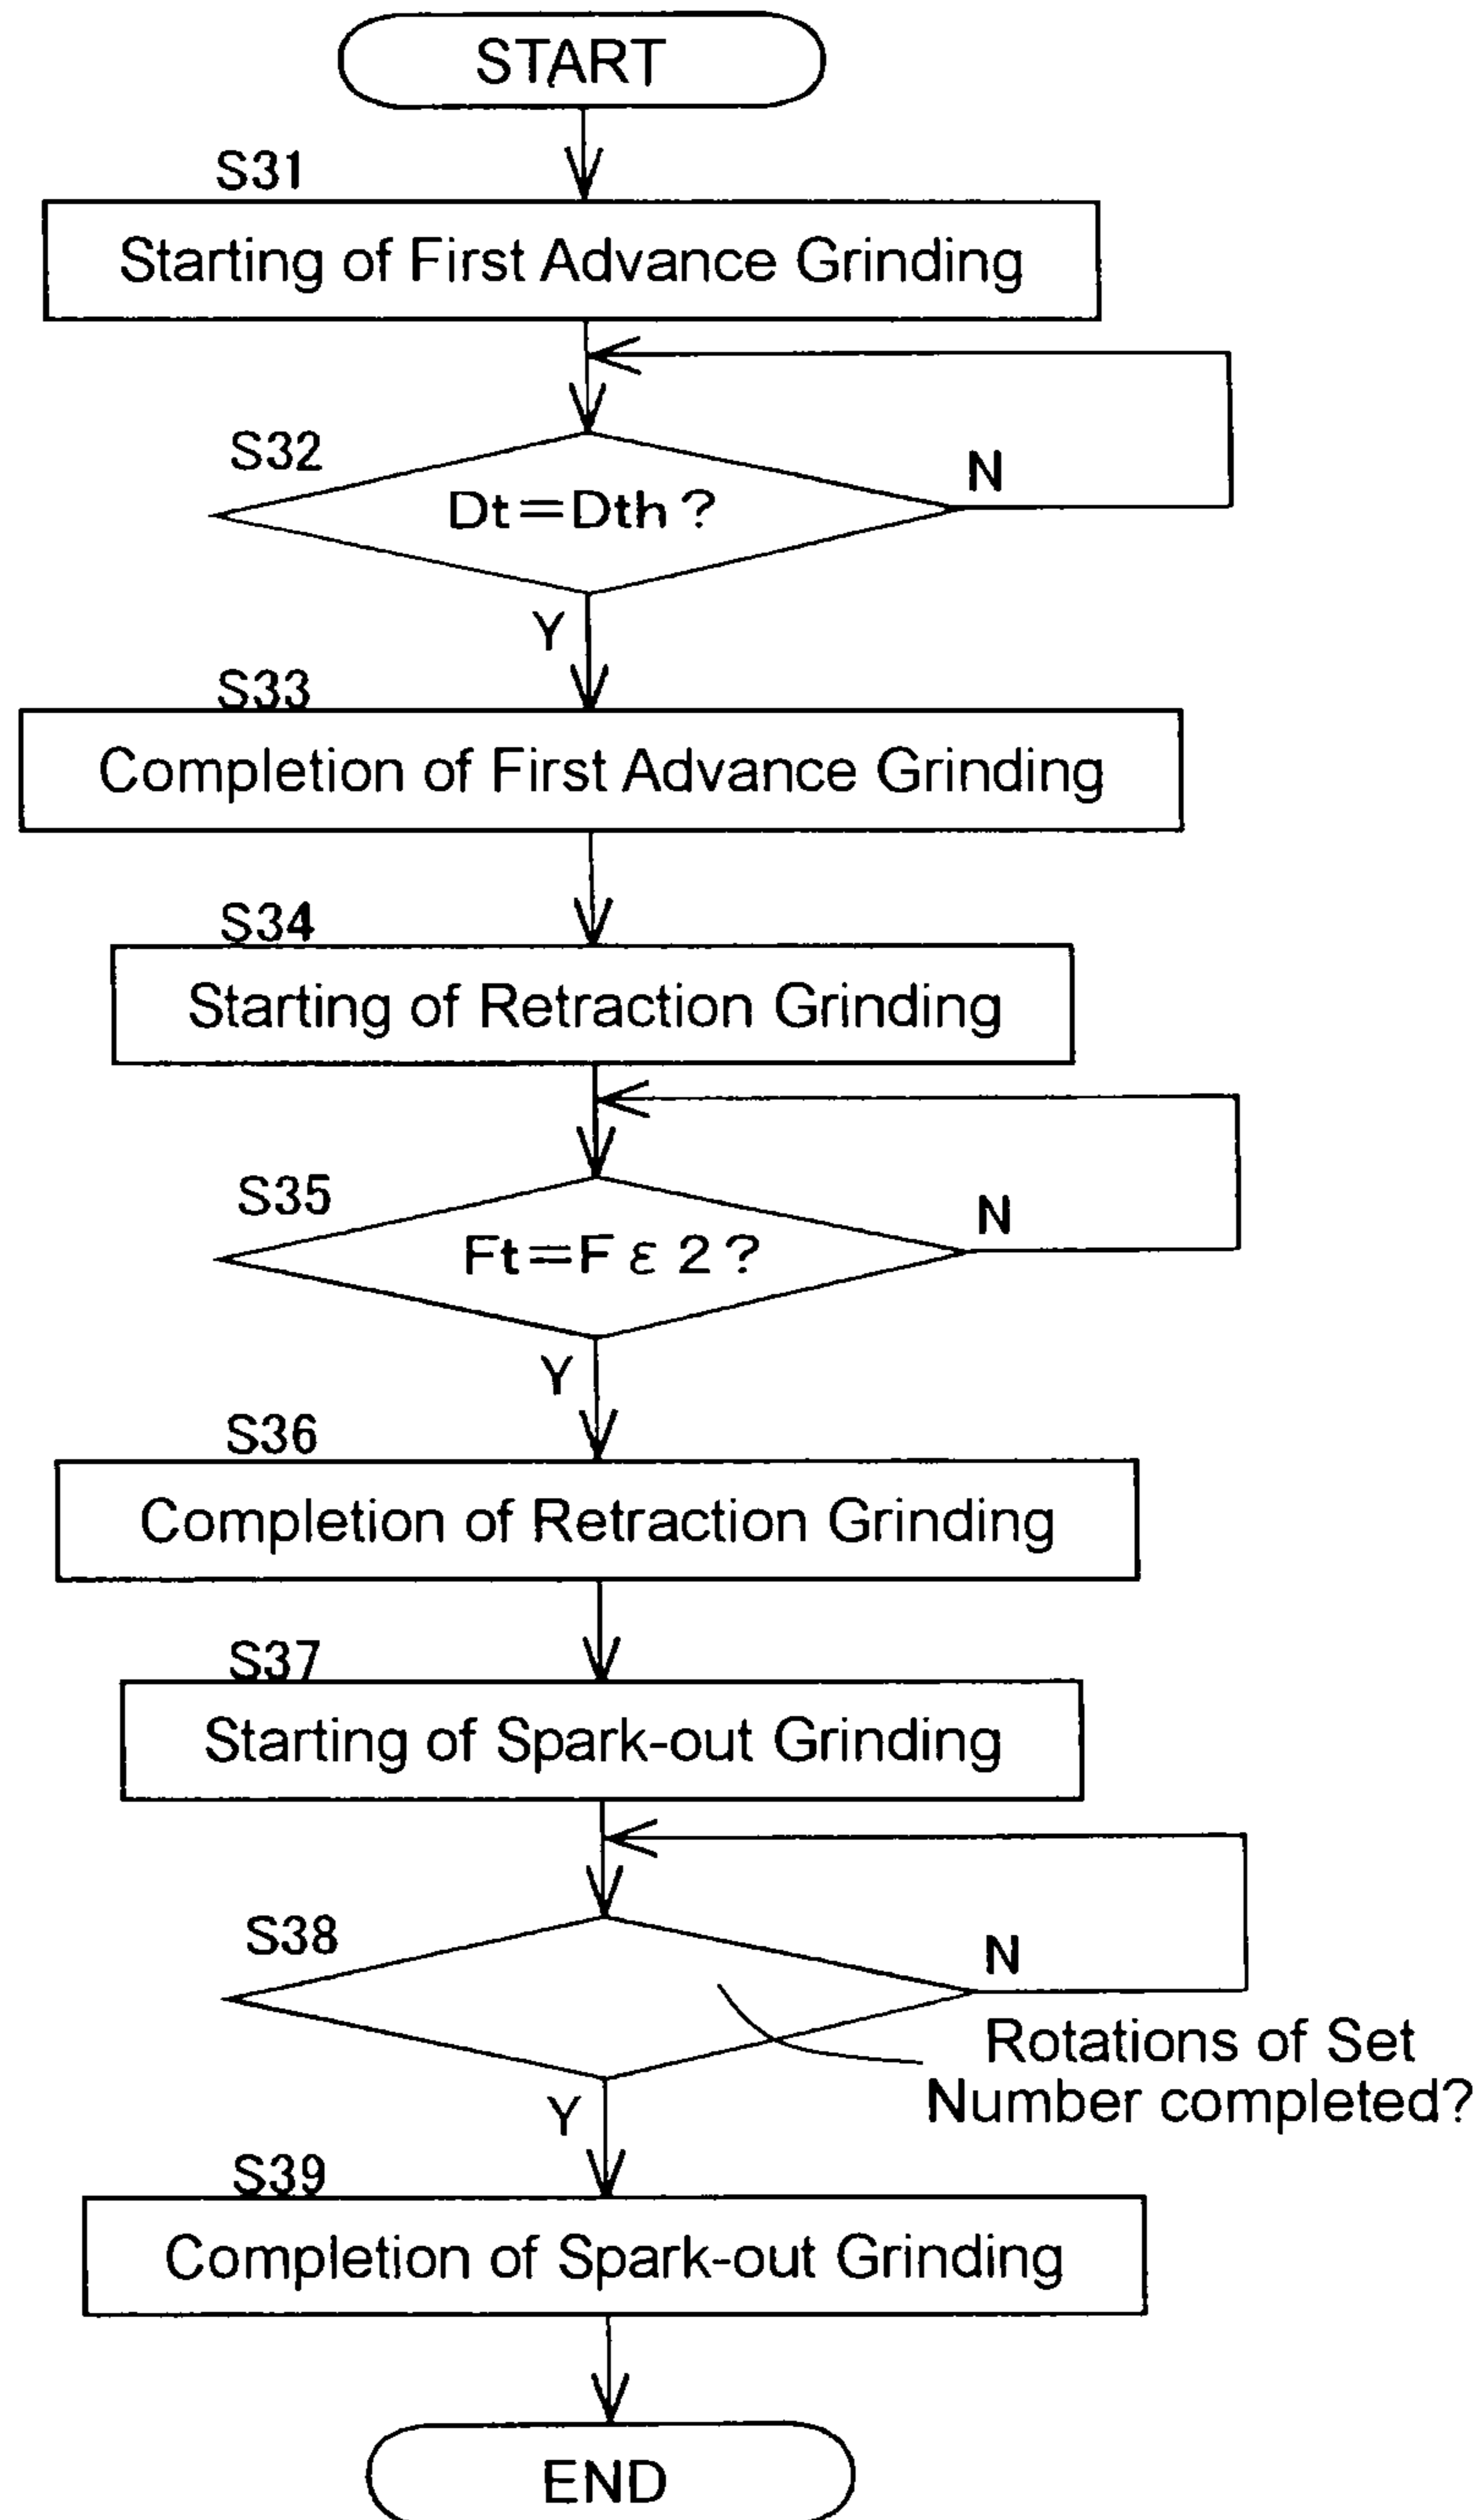 START
S31
Starting of First Advance Grinding
S32
Dt=Dth?
N
Y
S33
Completion of First Advance Grinding
S34
Starting of Retraction Grinding
S35
Ft=Fε2?
N
Y
S36
Completion of Retraction Grinding
S37
Starting of Spark-out Grinding
S38
N
Rotations of Set
Number completed?
Y
S39
Completion of Spark-out Grinding
END